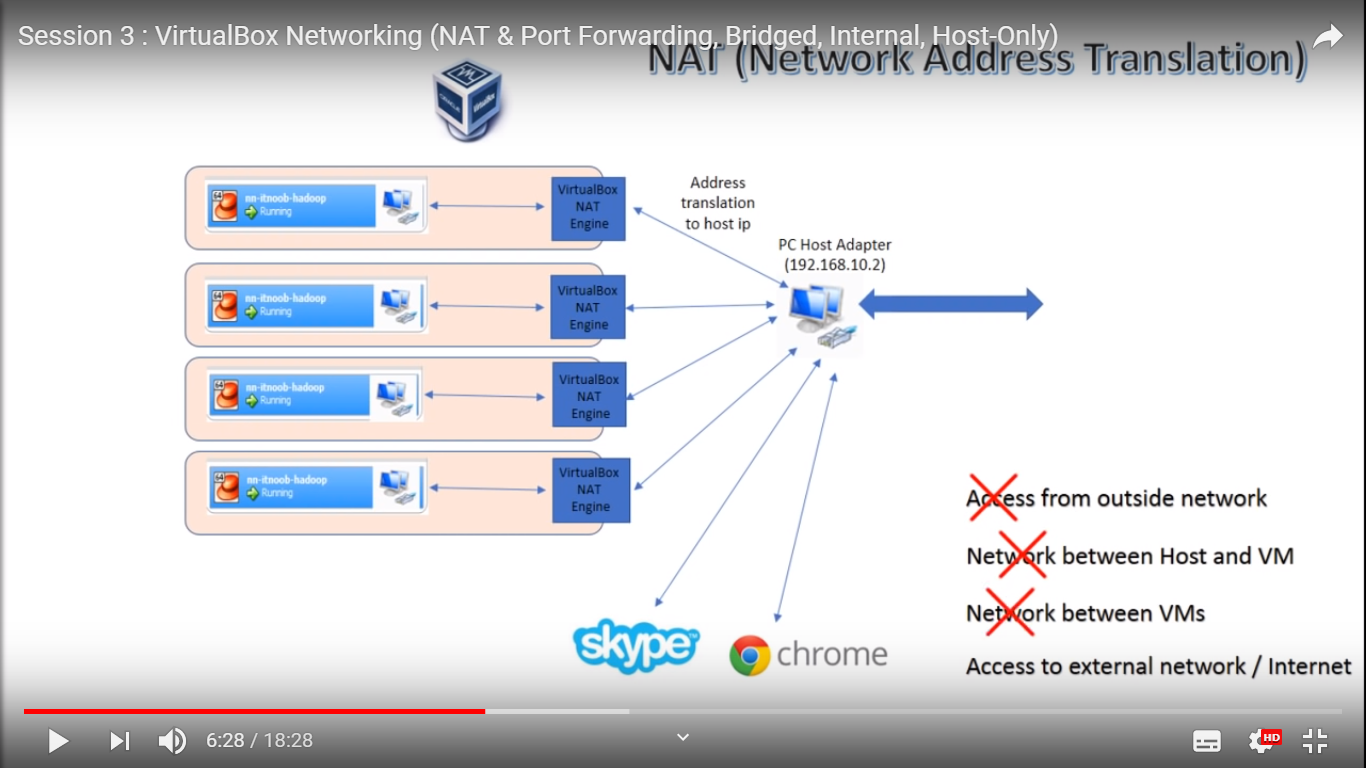 Session 3 : VirtualBox Networking (NAT & Port Forwarding, Bridged, Internal, Host-Only)
NAT (Network Address Translation)
ORACLE
VirtualBox
64
nn-itnoob-hadoop
Running
VirtualBox
NAT
Engine
Address
translation
to host ip
PC Host Adapter
(192.168.10.2)
64
nn-itnoob-hadoop
Running
VirtualBox
NAT
Engine
64
nn-itnoob-hadoop
Running
VirtualBox
NAT
Engine
64
nn-itnoob-hadoop
Running
VirtualBox
NAT
Engine
Access from outside network
Network between Host and VM
Network between VMs
Access to external network / Internet
skype™
chrome
6:28 / 18:28
HD